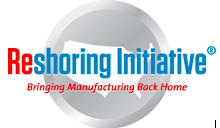 Reshoring Initiative®
Bringing Manufacturing Back Home